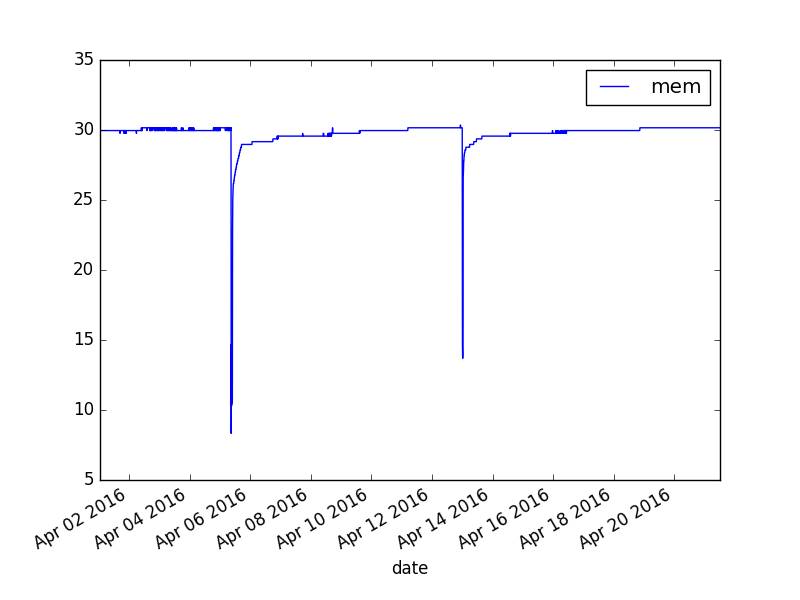 35
mem
30
25
20
15
10
5
Apr 02 2016
Apr 04 2016
Apr 06 2016
Apr 08 2016
Apr 10 2016
Apr 12 2016
Apr 14 2016
Apr 16 2016
Apr 18 2016
Apr 20 2016
date